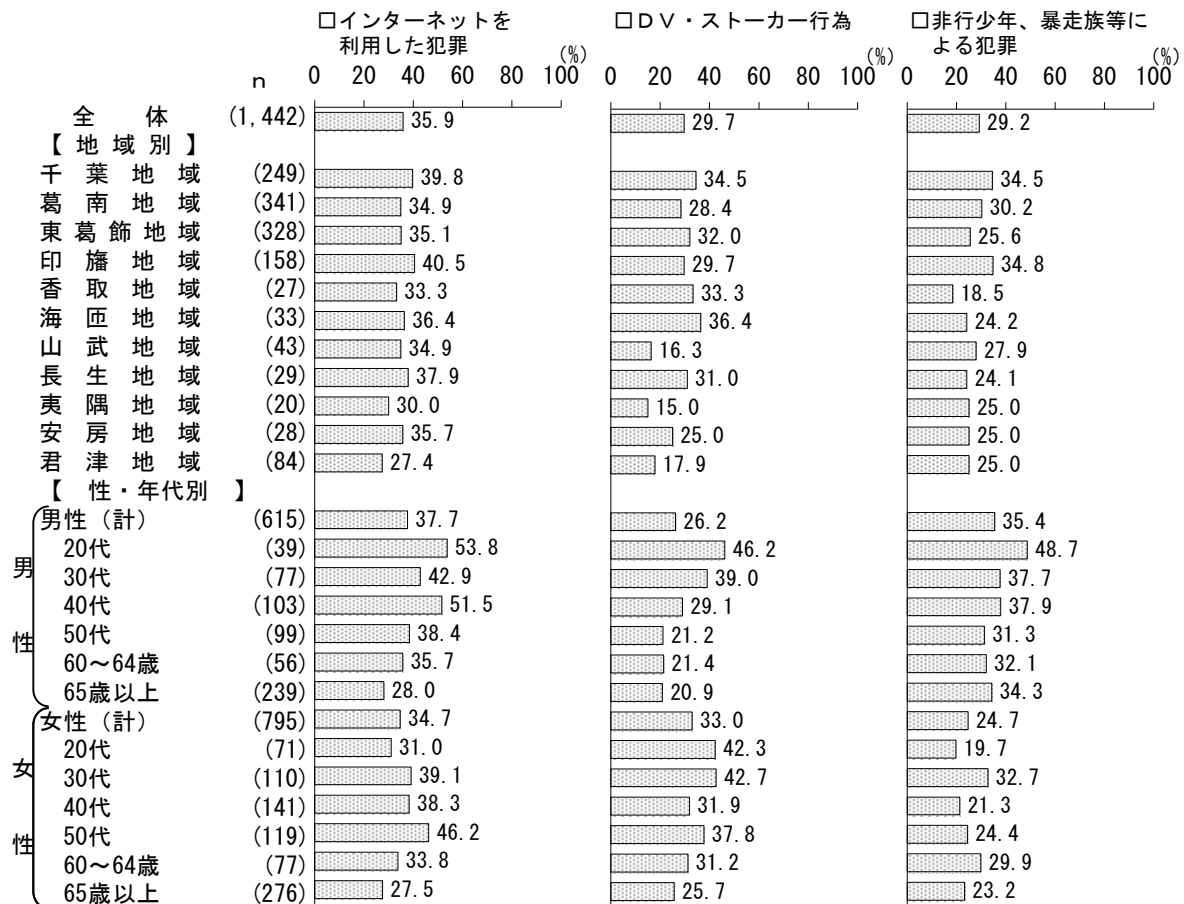 □インターネットを
利用した犯罪
□ＤＶ・ストーカー行為
□非行少年、暴走族等に
よる犯罪
(%) (%) (%)
n 0 20 40 60 80 100 0 20 40 60 80 100 0 20 40 60 80 100
全体 (1,442) 35.9 29.7 29.2
【地域別】
千葉地域 (249) 39.8 34.5 34.5
葛南地域 (341) 34.9 28.4 30.2
東葛飾地域 (328) 35.1 32.0 25.6
印旛地域 (158) 40.5 29.7 34.8
香取地域 (27) 33.3 33.3 18.5
海匝地域 (33) 36.4 36.4 24.2
山武地域 (43) 34.9 16.3 27.9
長生地域 (29) 37.9 31.0 24.1
夷隅地域 (20) 30.0 15.0 25.0
安房地域 (28) 35.7 25.0 25.0
君津地域 (84) 27.4 17.9 25.0
【性・年代別】
男性
男性（計） (615) 37.7 26.2 35.4
20代 (39) 53.8 46.2 48.7
30代 (77) 42.9 39.0 37.7
40代 (103) 51.5 29.1 37.9
50代 (99) 38.4 21.2 31.3
60～64歳 (56) 35.7 21.4 32.1
65歳以上 (239) 28.0 20.9 34.3
女性
女性（計） (795) 34.7 33.0 24.7
20代 (71) 31.0 42.3 19.7
30代 (110) 39.1 42.7 32.7
40代 (141) 38.3 31.9 21.3
50代 (119) 46.2 37.8 24.4
60～64歳 (77) 33.8 31.2 29.9
65歳以上 (276) 27.5 25.7 23.2